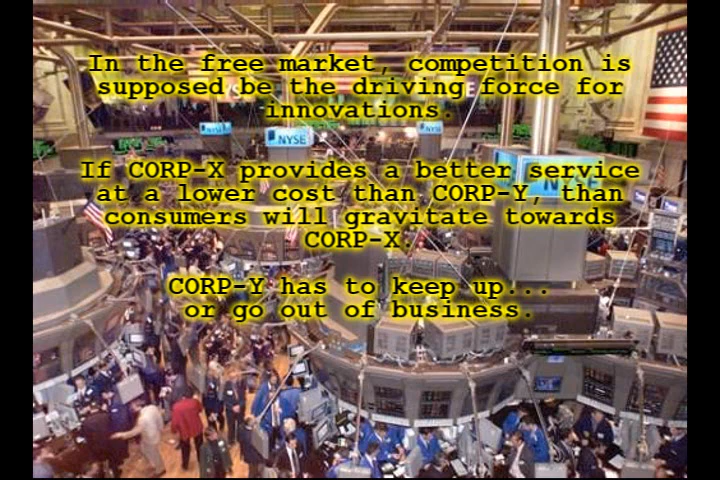 In the free market, competition is
supposed be the driving force for
innovations.
If CORP-X provides a better service
at a lower cost than CORP-Y, than
consumers will gravitate towards
CORP-X.
CORP-Y has to keep up...
or go out of business.
NYSE
NYSE
NYSE